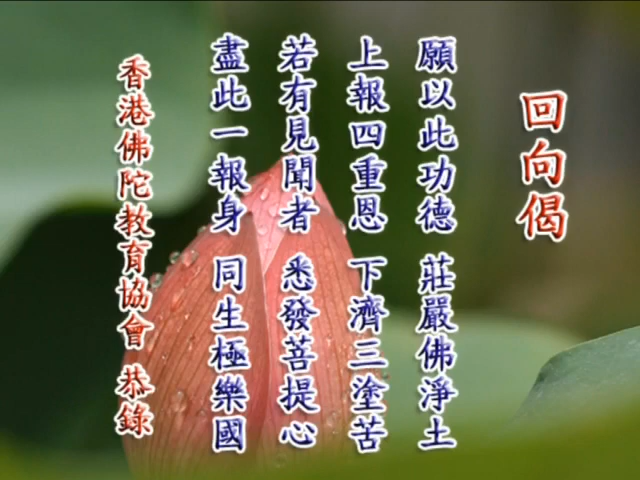 回向偈
願以此功德 莊嚴佛淨土
上報四重恩 下濟三塗苦
若有見聞者 悉發菩提心
盡此一報身 同生極樂國
香港佛陀教育協會 恭錄